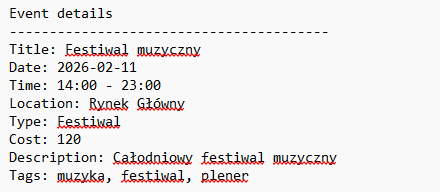 Event details
----------------------------------------
Title: Festiwal muzyczny
Date: 2026-02-11
Time: 14:00 - 23:00
Location: Rynek Główny
Type: Festiwal
Cost: 120
Description: Całodniowy festiwal muzyczny
Tags: muzyka, festiwal, plener